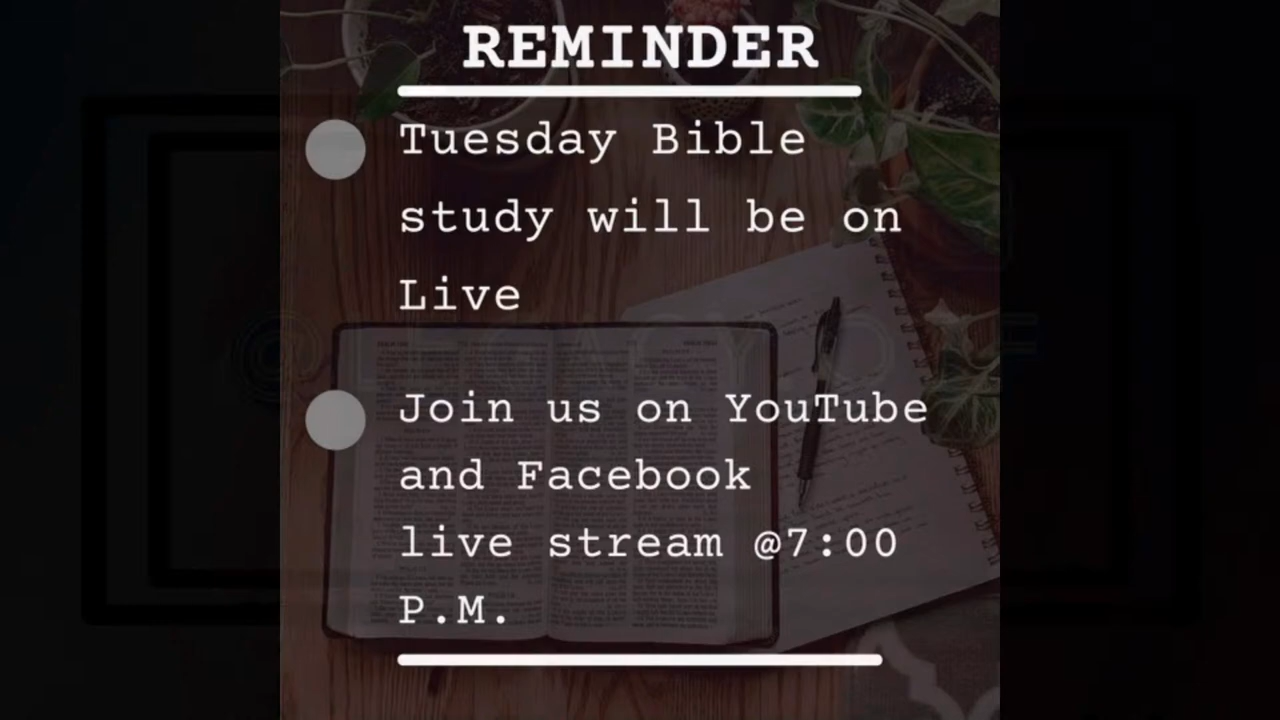 REMINDER
Tuesday Bible
study will be on
Live
Join us on YouTube
and Facebook
live stream @7:00
P.M.